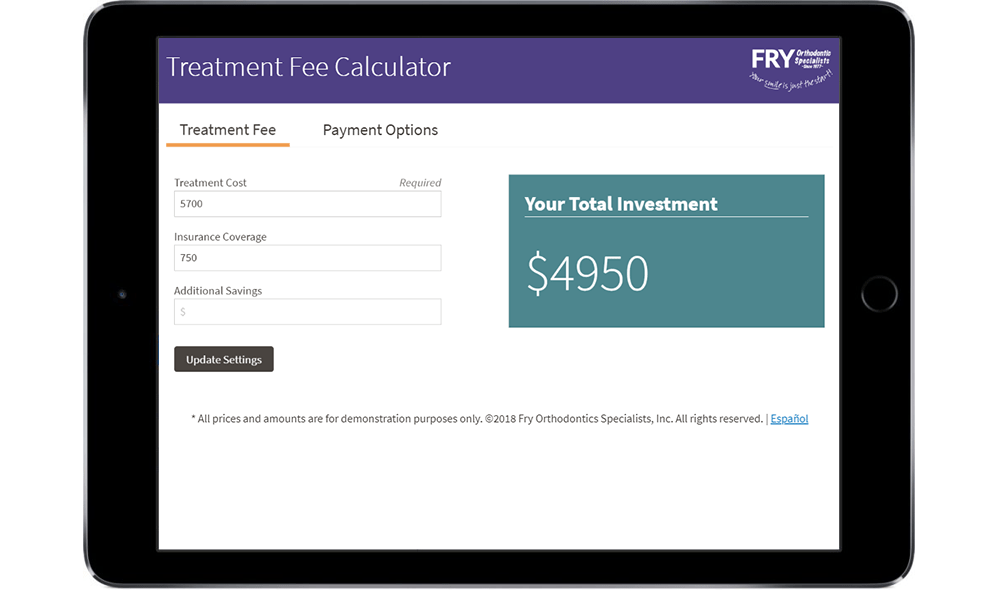 Treatment Fee Calculator
FRY Orthodontic
Specialists
~Since 1977~
Your smile is just the start!
Treatment Fee
Payment Options
Treatment Cost
Required
5700
Insurance Coverage
750
Additional Savings
$
Update Settings
Your Total Investment
$4950
* All prices and amounts are for demonstration purposes only. ©2018 Fry Orthodontics Specialists, Inc. All rights reserved. | Español